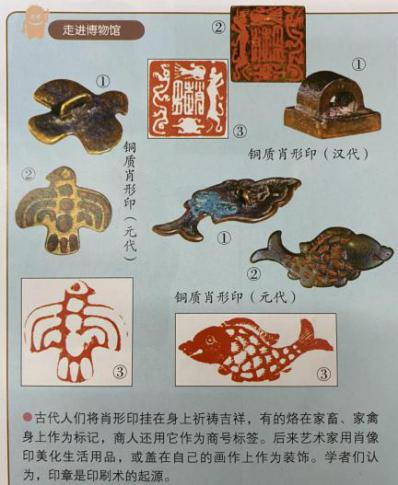 走进博物馆
②
①
①
③
铜质肖形印（汉代）
铜质肖形印（元代）
②
①
②
铜质肖形印（元代）
③
③
●古代人们将肖形印挂在身上祈祷吉祥，有的烙在家畜、家禽
身上作为标记，商人还用它作为商号标签。后来艺术家用肖像
印美化生活用品，或盖在自己的画作上作为装饰。学者们认
为，印章是印刷术的起源。